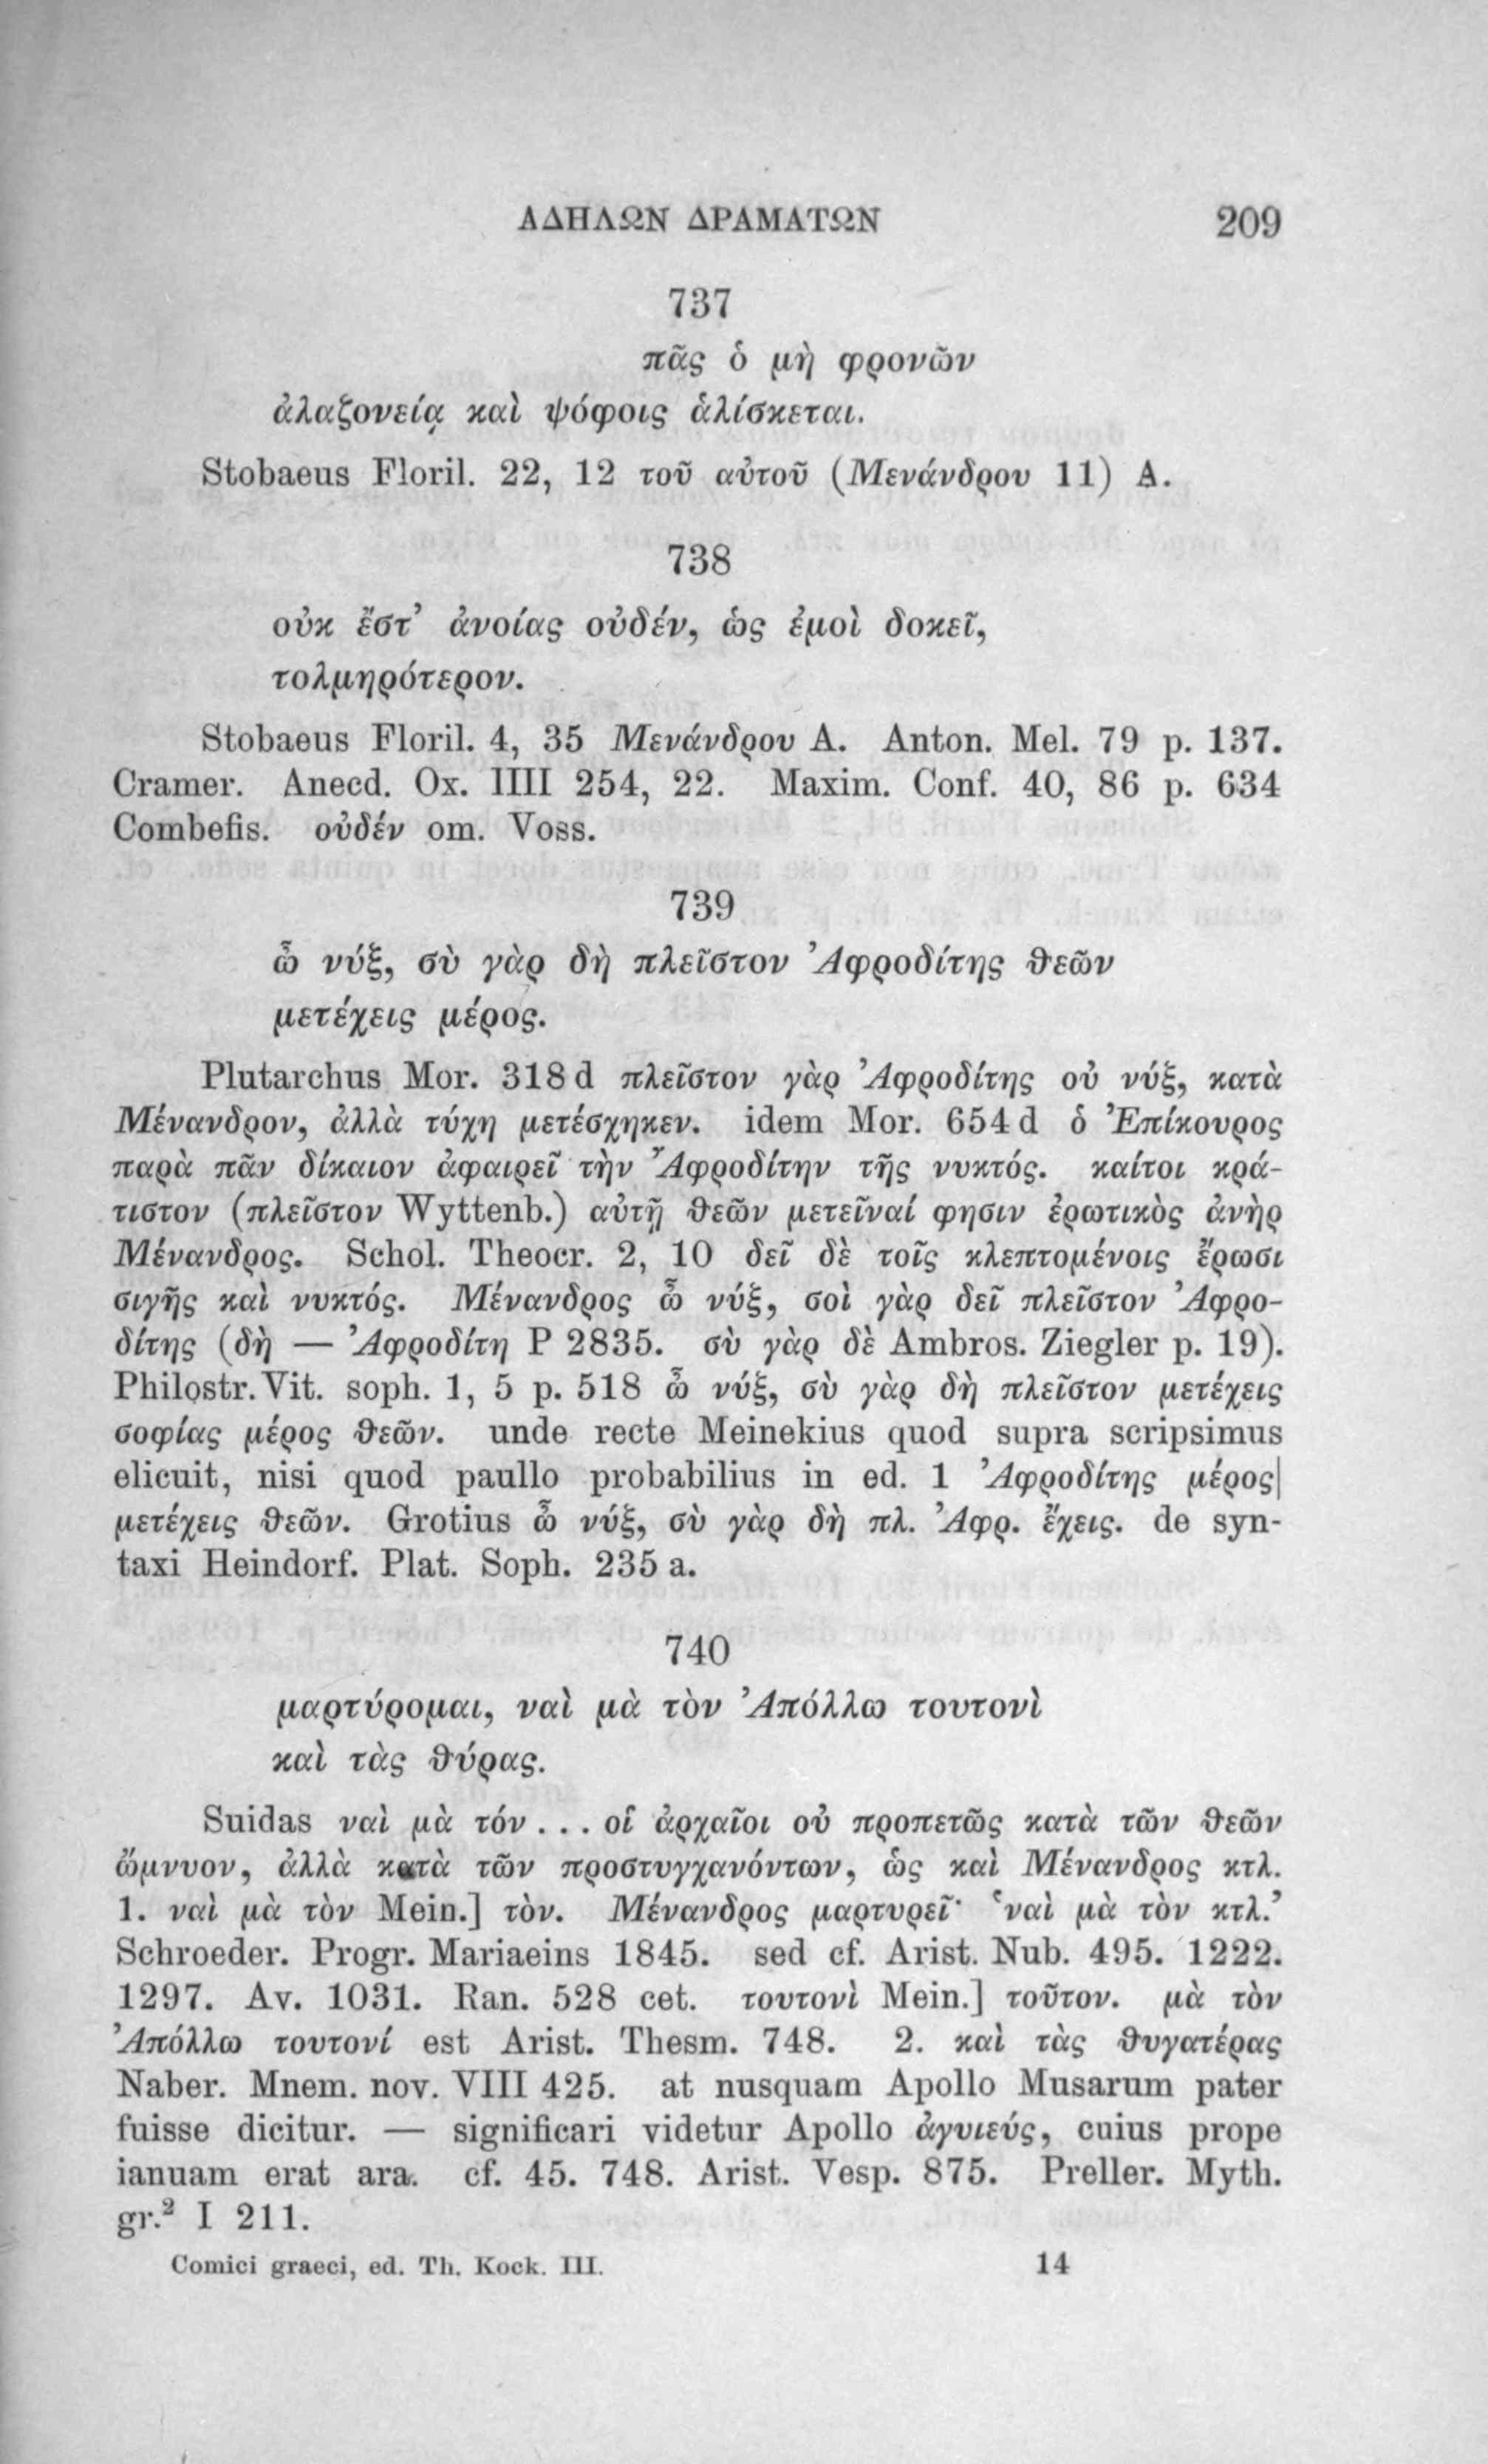 ΑΔΗΛΩΝ ΔΡΑΜΑΤΩΝ 209
737
πᾶς ὁ μὴ φρονῶν
ἀλαζονείᾳ καὶ ψόφοις ἁλίσκεται.
Stobaeus Floril. 22, 12 τοῦ αὐτοῦ (Μενάνδρου 11) A.
738
οὐκ ἔστ’ ἀνοίας οὐδέν, ὡς ἐμοὶ δοκεῖ,
τολμηρότερον.
Stobaeus Floril. 4, 35 Μενάνδρου A. Anton. Mel. 79 p. 137.
Cramer. Anecd. Ox. IIII 254, 22. Maxim. Conf. 40, 86 p. 634
Combefis. οὐδέν om. Voss.
739
ὦ νύξ, σὺ γὰρ δὴ πλεῖστον Ἀφροδίτης θεῶν
μετέχεις μέρος.
Plutarchus Mor. 318 d πλεῖστον γὰρ Ἀφροδίτης οὐ νύξ, κατὰ
Μένανδρον, ἀλλὰ τύχη μετέσχηκεν. idem Mor. 654 d ὁ Ἐπίκουρος
παρὰ πᾶν δίκαιον ἀφαιρεῖ τὴν Ἀφροδίτην τῆς νυκτός. καίτοι κρά-
τιστον (πλεῖστον Wyttenb.) αὐτῇ θεῶν μετεῖναί φησιν ἐρωτικὸς ἀνὴρ
Μένανδρος. Schol. Theocr. 2, 10 δεῖ δὲ τοῖς κλεπτομένοις ἔρωσι
σιγῆς καὶ νυκτός. Μένανδρος ὦ νύξ, σοὶ γὰρ δεῖ πλεῖστον Ἀφρο-
δίτης (δὴ — Ἀφροδίτη P 2835. σὺ γὰρ δὲ Ambros. Ziegler p. 19).
Philostr. Vit. soph. 1, 5 p. 518 ὦ νύξ, σὺ γὰρ δὴ πλεῖστον μετέχεις
σοφίας μέρος θεῶν. unde recte Meinekius quod supra scripsimus
elicuit, nisi quod paullo probabilius in ed. 1 Ἀφροδίτης μέρος|
μετέχεις θεῶν. Grotius ὦ νύξ, σὺ γὰρ δὴ πλ. Ἀφρ. ἔχεις. de syn-
taxi Heindorf. Plat. Soph. 235 a.
740
μαρτύρομαι, ναὶ μὰ τὸν Ἀπόλλω τουτονὶ
καὶ τὰς θύρας.
Suidas ναὶ μὰ τόν . . . οἱ ἀρχαῖοι οὐ προπετῶς κατὰ τῶν θεῶν
ὤμνυον, ἀλλὰ κατὰ τῶν προστυγχανόντων, ὡς καὶ Μένανδρος κτλ.
1. ναὶ μὰ τὸν Mein.] τὸν. Μένανδρος μαρτυρεῖ· ‘ναὶ μὰ τὸν κτλ.’
Schroeder. Progr. Mariaeins 1845. sed cf. Arist. Nub. 495. 1222.
1297. Av. 1031. Ran. 528 cet. τουτονὶ Mein.] τοῦτον. μὰ τὸν
Ἀπόλλω τουτονί est Arist. Thesm. 748. 2. καὶ τὰς θυγατέρας
Naber. Mnem. nov. VIII 425. at nusquam Apollo Musarum pater
fuisse dicitur. — significari videtur Apollo ἀγυιεύς, cuius prope
ianuam erat ara. cf. 45. 748. Arist. Vesp. 875. Preller. Myth.
gr.² I 211.
Comici graeci, ed. Th. Kock. III. 14